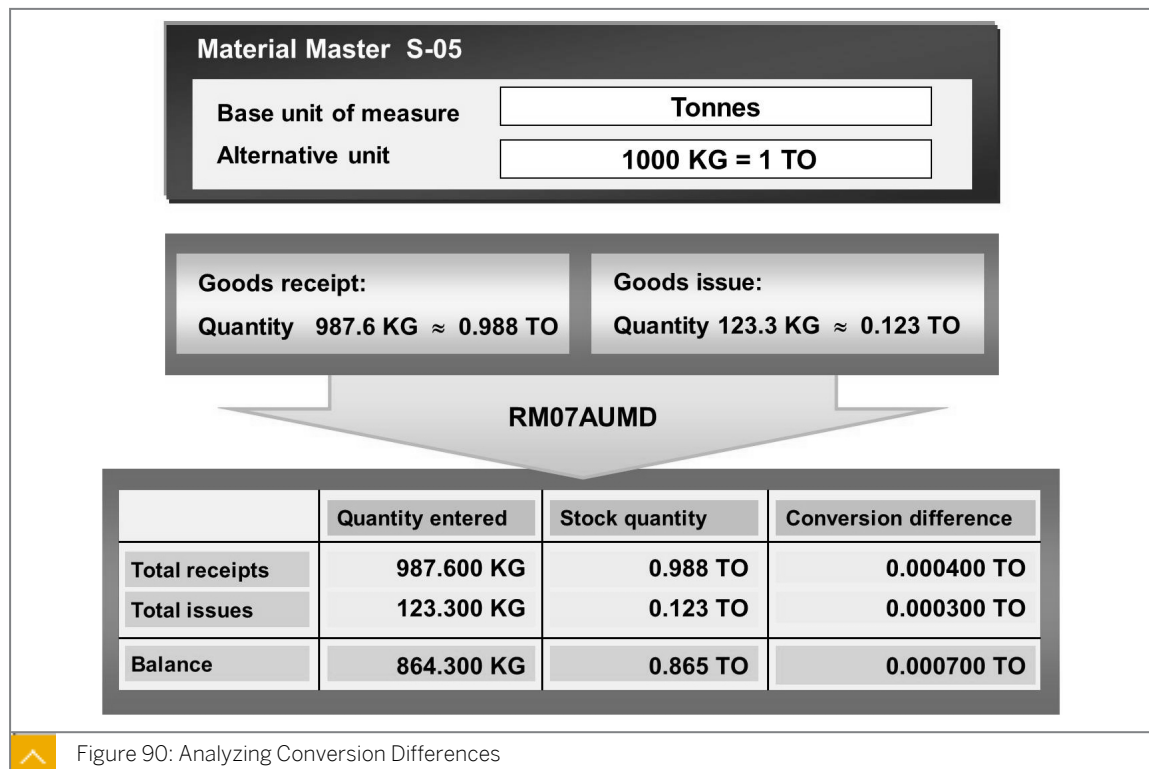 Material Master S-05
Base unit of measure Tonnes
Alternative unit 1000 KG = 1 TO
Goods receipt:
Quantity 987.6 KG ≈ 0.988 TO
Goods issue:
Quantity 123.3 KG ≈ 0.123 TO
RM07AUMD
Quantity entered Stock quantity Conversion difference
Total receipts 987.600 KG 0.988 TO 0.000400 TO
Total issues 123.300 KG 0.123 TO 0.000300 TO
Balance 864.300 KG 0.865 TO 0.000700 TO
Figure 90: Analyzing Conversion Differences